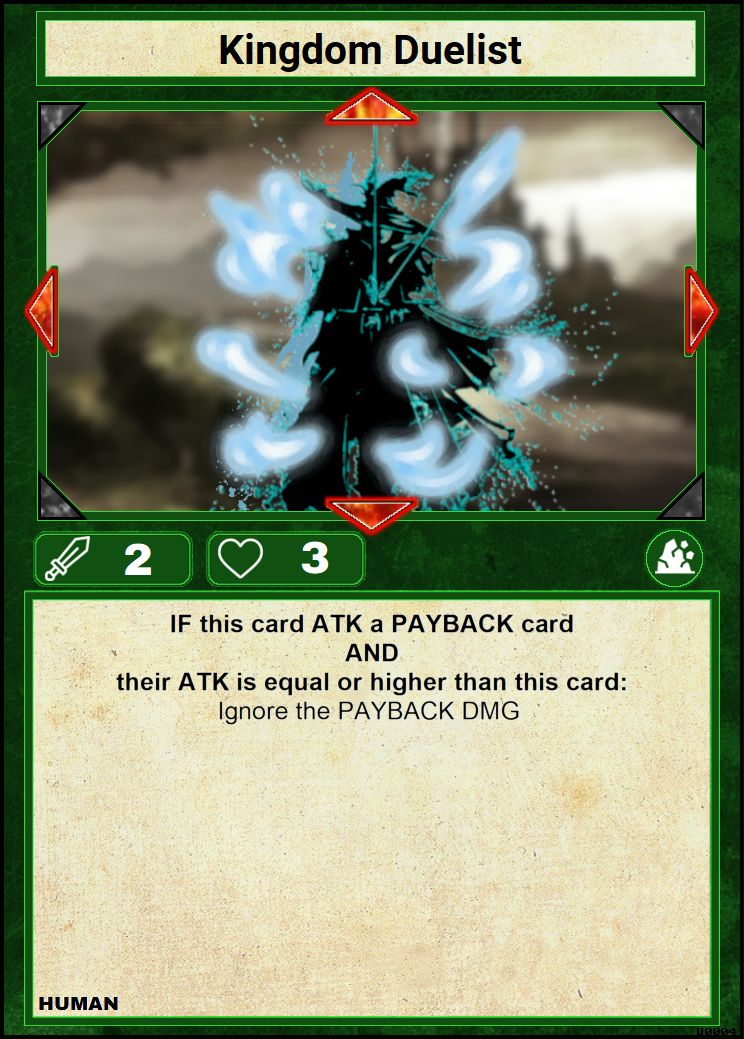 Kingdom Duelist
2
3
IF this card ATK a PAYBACK card
AND
their ATK is equal or higher than this card:
Ignore the PAYBACK DMG
HUMAN
U0004